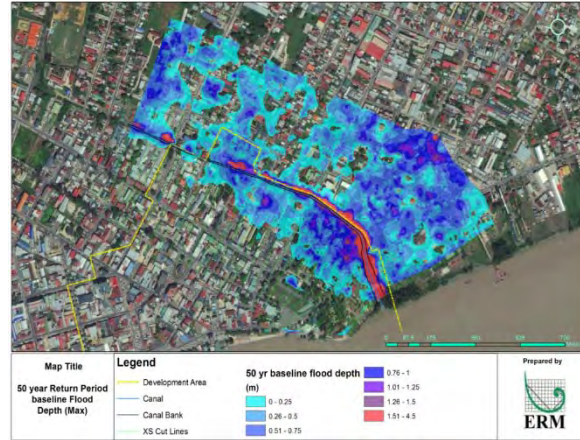 Map Title
50 year Return Period
baseline Flood
Depth (Max)
Legend
Development Area
Canal
Canal Bank
XS Cut Lines
50 yr baseline flood depth
(m)
0 - 0.25
0.26 - 0.5
0.51 - 0.75
0.76 - 1
1.01 - 1.25
1.26 - 1.5
1.51 - 4.5
Prepared by
ERM